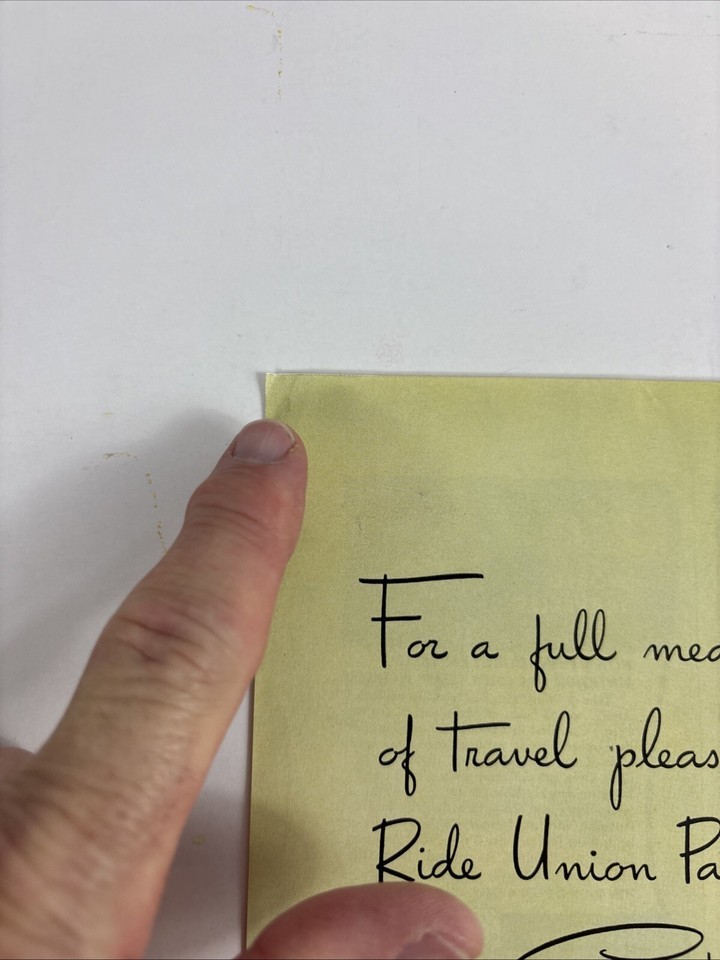 For a full mea
of travel pleas
Ride Union Pa